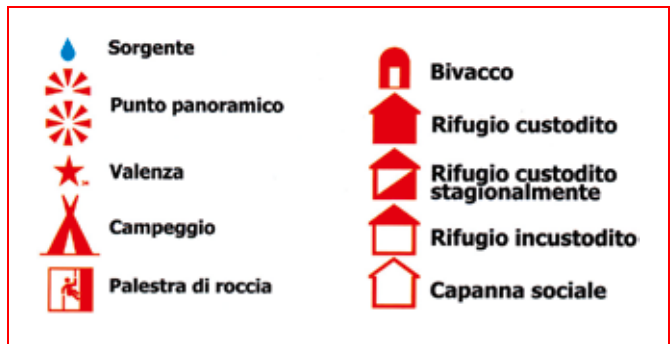 Sorgente
Punto panoramico
Valenza
Campeggio
Palestra di roccia
Bivacco
Rifugio custodito
Rifugio custodito
stagionalmente
Rifugio incustodito
Capanna sociale